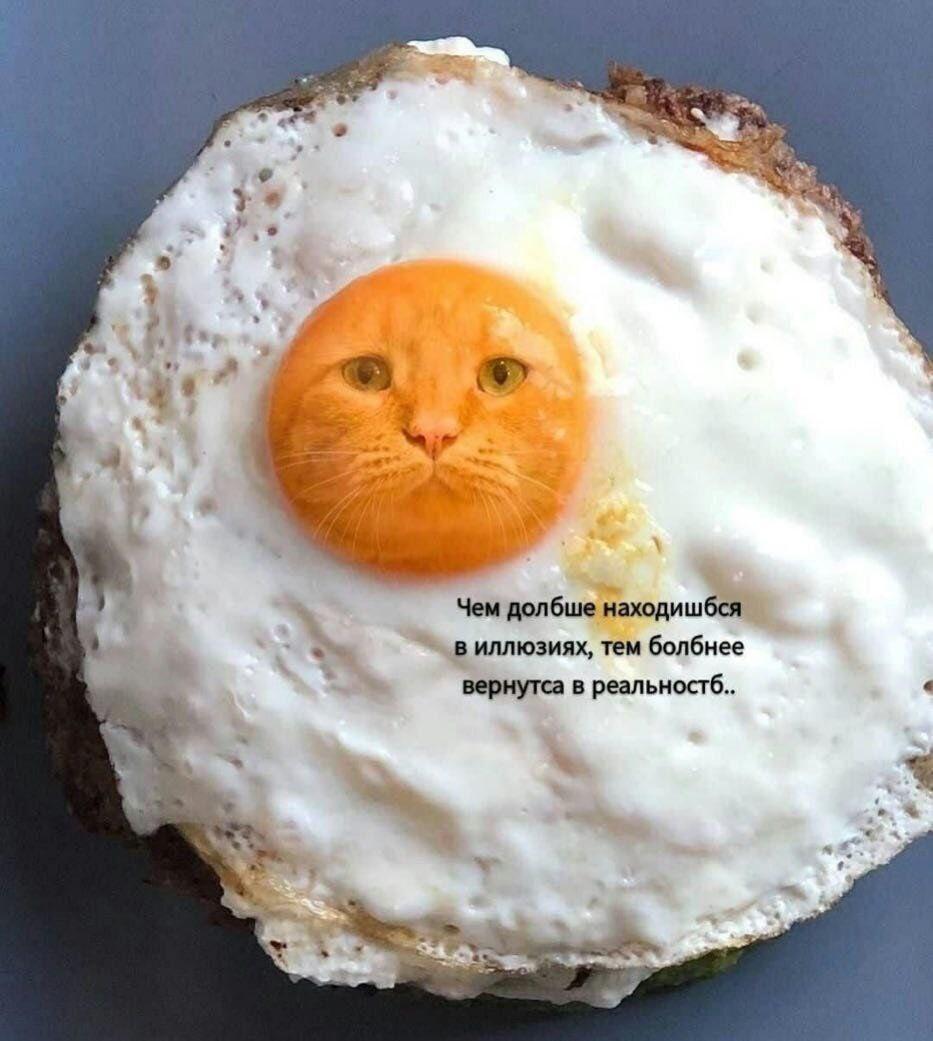 Чем долбше находишбся
в иллюзиях, тем болбнее
вернутса в реальностб..